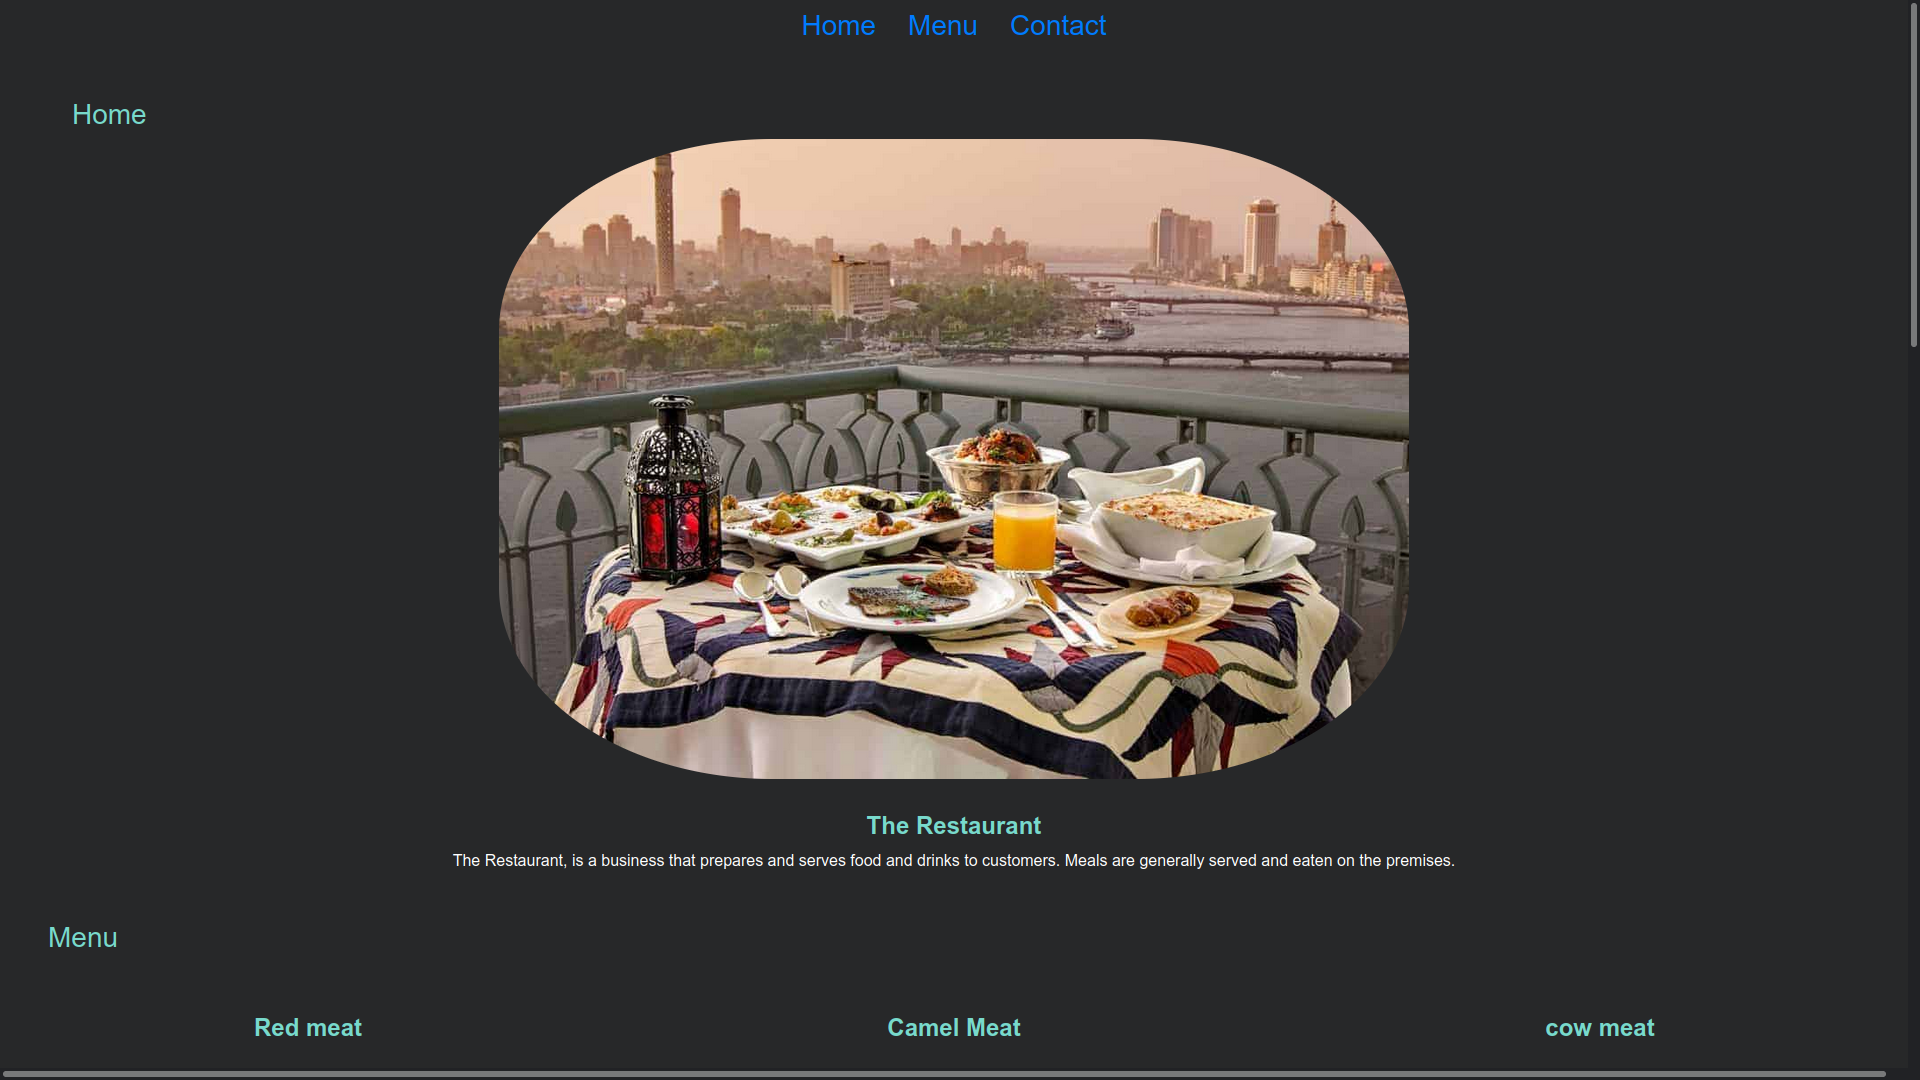 Home Menu Contact
Home
The Restaurant
The Restaurant, is a business that prepares and serves food and drinks to customers. Meals are generally served and eaten on the premises.
Menu
Red meat Camel Meat cow meat